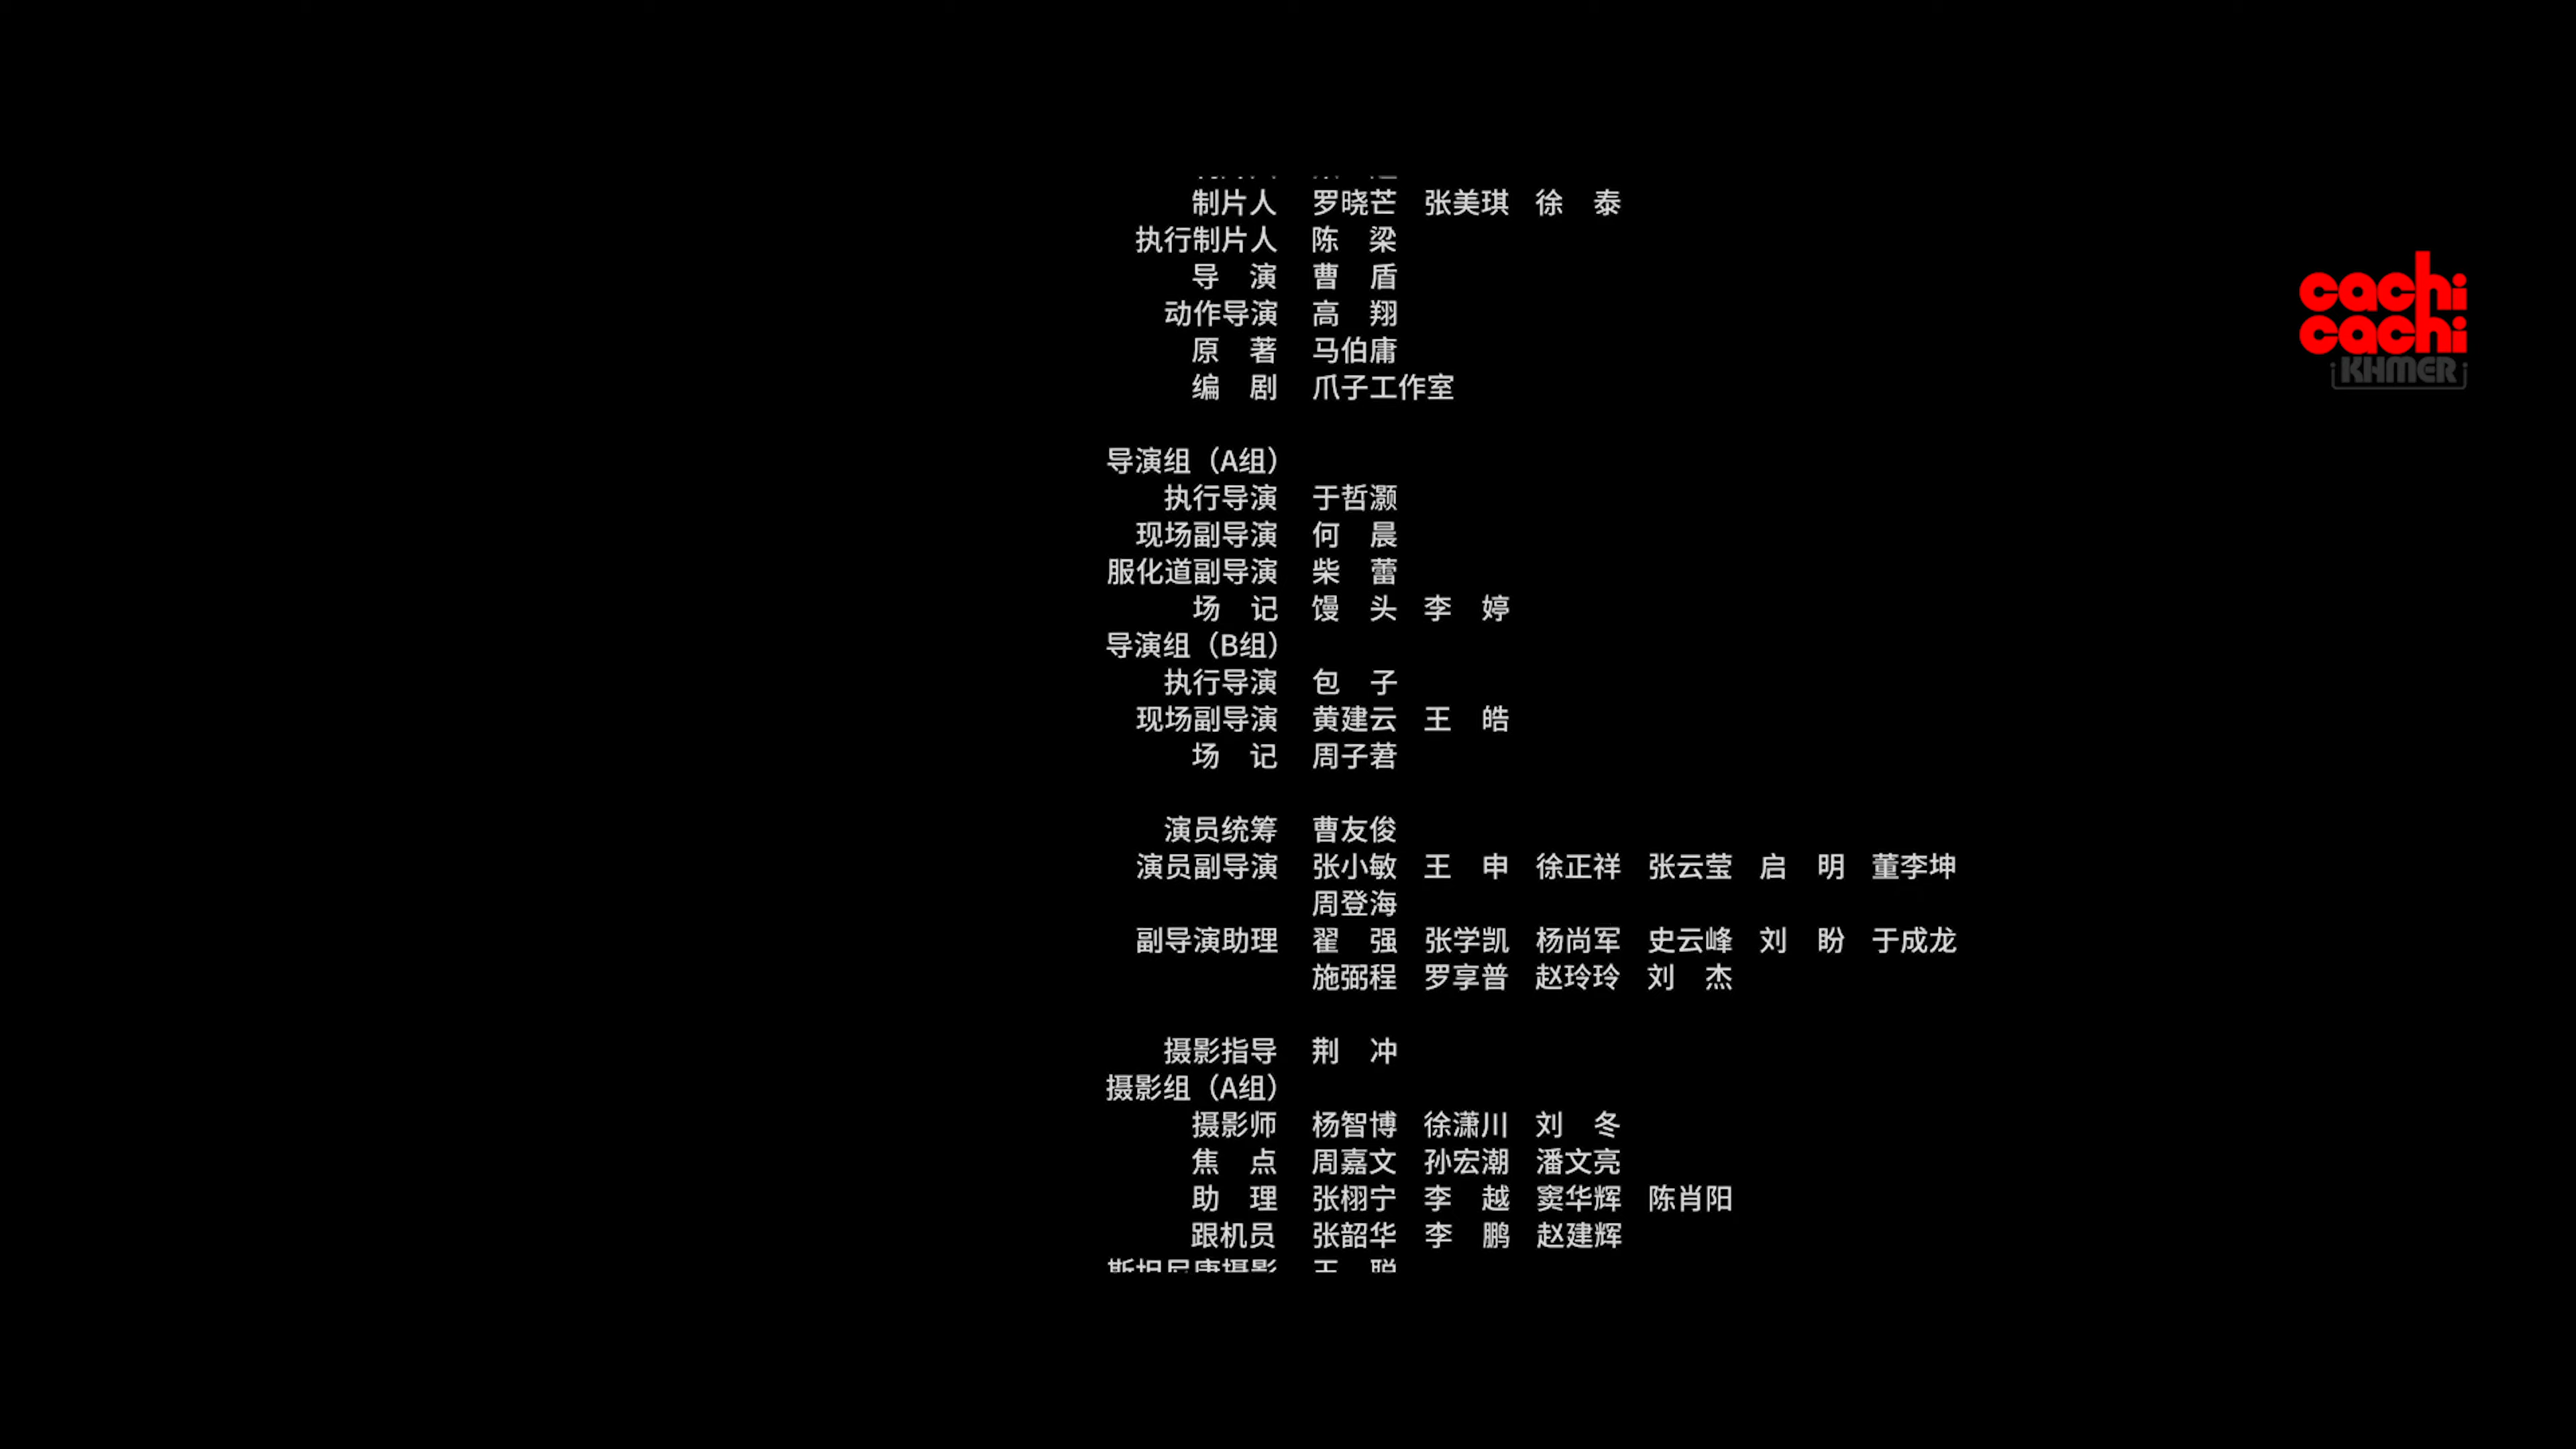 制片人 罗晓芒 张美琪 徐 泰
执行制片人 陈 梁
导 演 曹 盾
动作导演 高 翔
原 著 马伯庸
编 剧 爪子工作室
导演组（A组）
执行导演 于哲灏
现场副导演 何 晨
服化道副导演 柴 蕾
场 记 馒 头 李 婷
导演组（B组）
执行导演 包 子
现场副导演 黄建云 王 皓
场 记 周子莙
演员统筹 曹友俊
演员副导演 张小敏 王 申 徐正祥 张云莹 启 明 董李坤
周登海
副导演助理 翟 强 张学凯 杨尚军 史云峰 刘 盼 于成龙
施弼程 罗享普 赵玲玲 刘 杰
摄影指导 荆 冲
摄影组（A组）
摄影师 杨智博 徐潇川 刘 冬
焦 点 周嘉文 孙宏潮 潘文亮
助 理 张栩宁 李 越 窦华辉 陈肖阳
跟机员 张韶华 李 鹏 赵建辉
斯坦尼康摄影 王 聪
cachi
cachi
KHMER